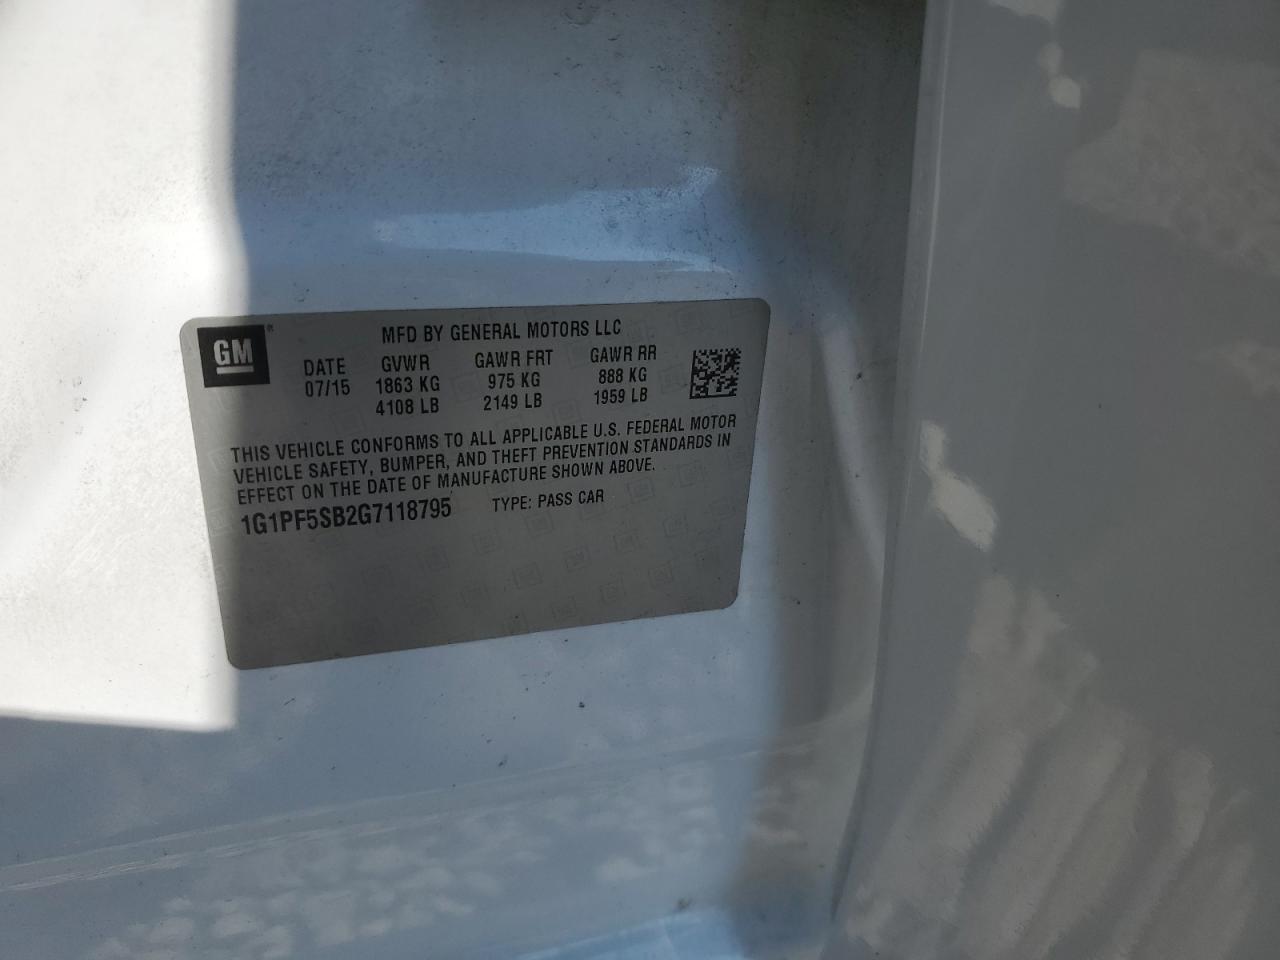 GM
MFD BY GENERAL MOTORS LLC
DATE GVWR GAWR FRT GAWR RR
07/15 1863 KG 975 KG 888 KG
4108 LB 2149 LB 1959 LB
THIS VEHICLE CONFORMS TO ALL APPLICABLE U.S. FEDERAL MOTOR
VEHICLE SAFETY, BUMPER, AND THEFT PREVENTION STANDARDS IN
EFFECT ON THE DATE OF MANUFACTURE SHOWN ABOVE.
1G1PF5SB2G7118795 TYPE: PASS CAR